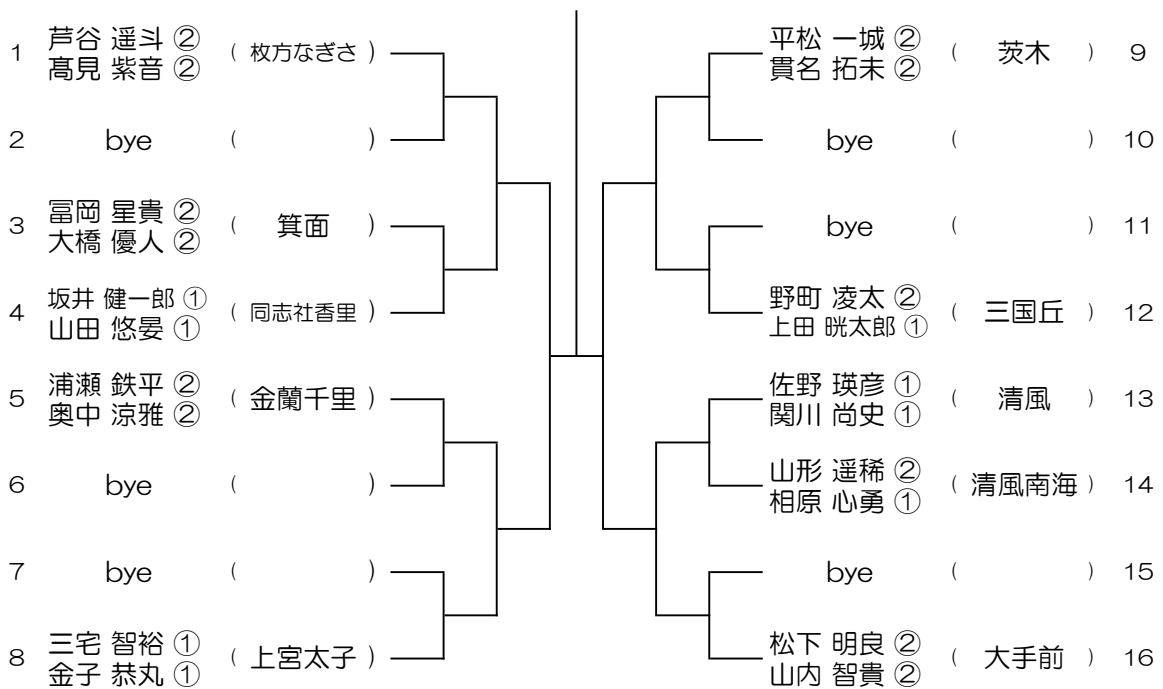 1 芦谷 遥斗 ② ( 枚方なぎさ )
髙見 紫音 ②
2 bye ( )
3 冨岡 星貴 ② ( 箕面 )
大橋 優人 ②
4 坂井 健一郎 ① ( 同志社香里 )
山田 悠晏 ①
5 浦瀬 鉄平 ② ( 金蘭千里 )
奥中 涼雅 ②
6 bye ( )
7 bye ( )
8 三宅 智裕 ① ( 上宮太子 )
金子 恭丸 ①
平松 一城 ② ( 茨木 ) 9
貫名 拓未 ②
bye ( ) 10
bye ( ) 11
野町 凌太 ② ( 三国丘 ) 12
上田 晄太郎 ①
佐野 瑛彦 ① ( 清風 ) 13
関川 尚史 ①
山形 遥稀 ② ( 清風南海 ) 14
相原 心勇 ①
bye ( ) 15
松下 明良 ② ( 大手前 ) 16
山内 智貴 ②